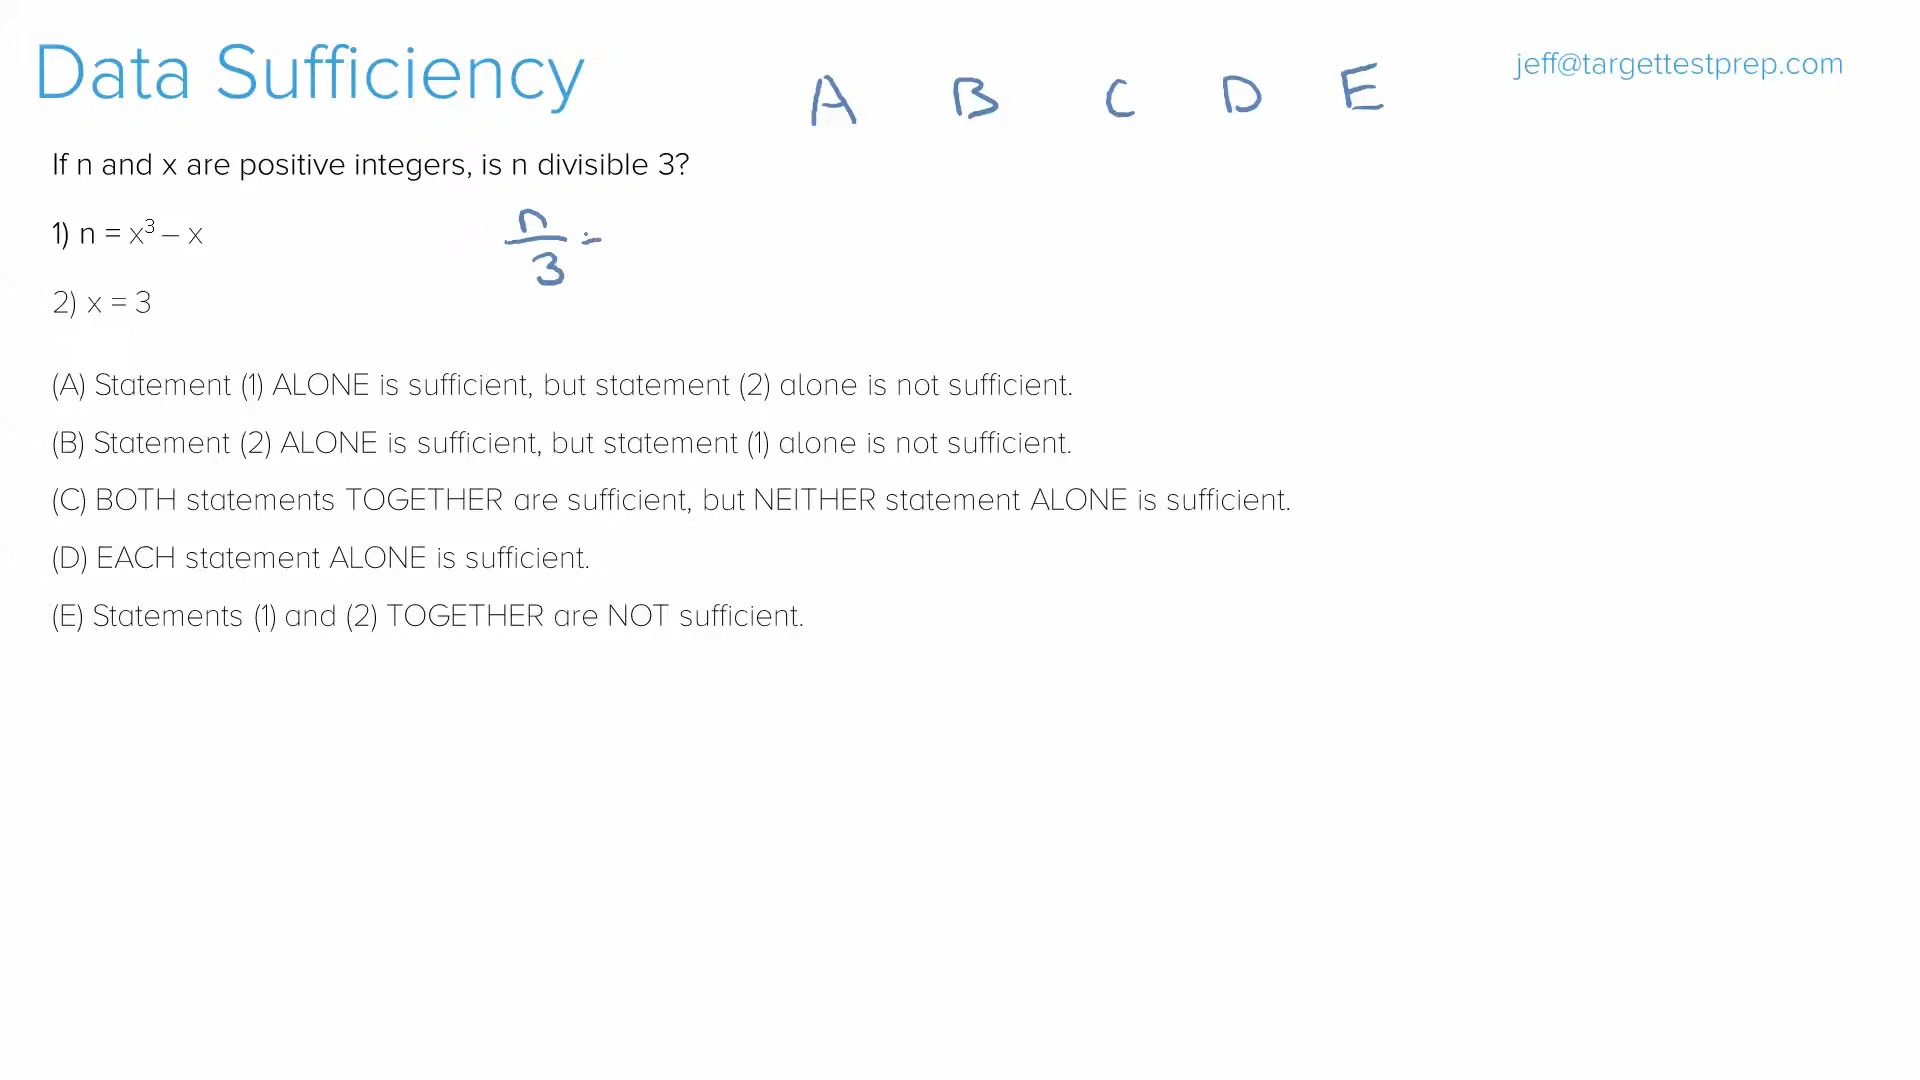 Data Sufficiency
A B C D E
jeff@targettestprep.com
If n and x are positive integers, is n divisible 3?
1) n = x³ – x
n
3
=
2) x = 3
(A) Statement (1) ALONE is sufficient, but statement (2) alone is not sufficient.
(B) Statement (2) ALONE is sufficient, but statement (1) alone is not sufficient.
(C) BOTH statements TOGETHER are sufficient, but NEITHER statement ALONE is sufficient.
(D) EACH statement ALONE is sufficient.
(E) Statements (1) and (2) TOGETHER are NOT sufficient.